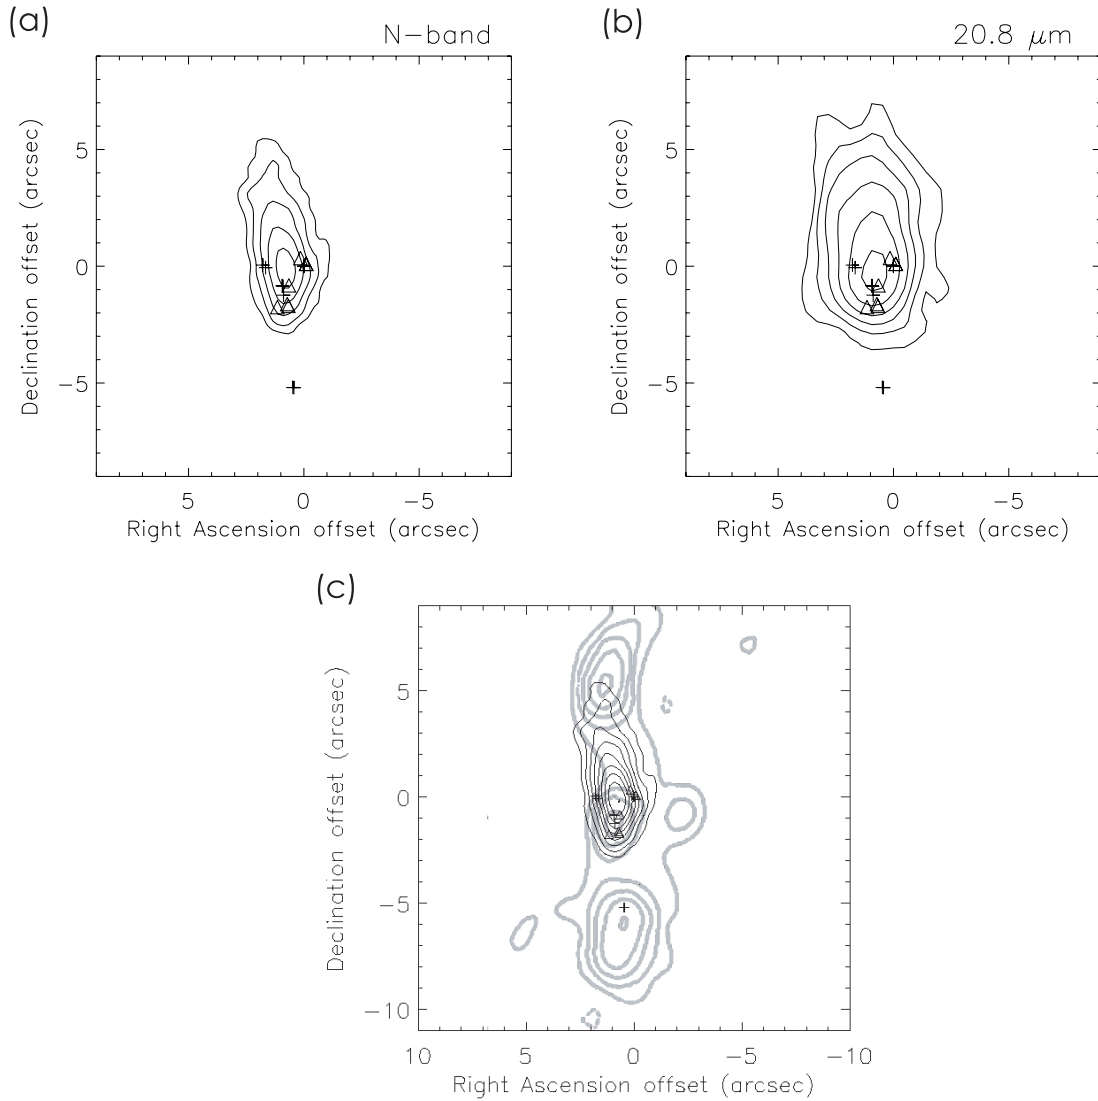 (a)
N-band
Declination offset (arcsec)
5
0
-5
5 0 -5
Right Ascension offset (arcsec)
(b)
20.8 μm
Declination offset (arcsec)
5
0
-5
5 0 -5
Right Ascension offset (arcsec)
(c)
Declination offset (arcsec)
5
0
-5
-10
10 5 0 -5 -10
Right Ascension offset (arcsec)